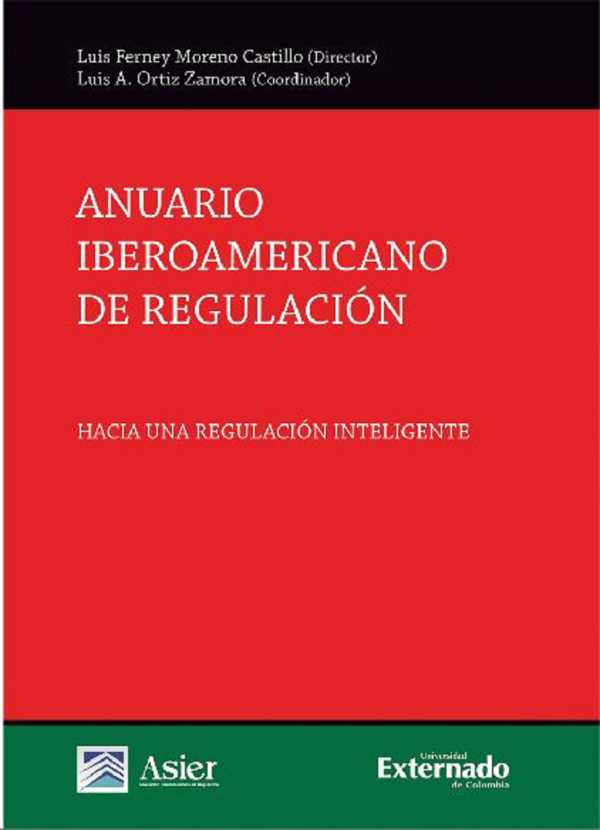 Luis Ferney Moreno Castillo (Director)
Luis A. Ortiz Zamora (Coordinador)
ANUARIO
IBEROAMERICANO
DE REGULACIÓN
HACIA UNA REGULACIÓN INTELIGENTE
Asier
Universidad
Externado
de Colombia